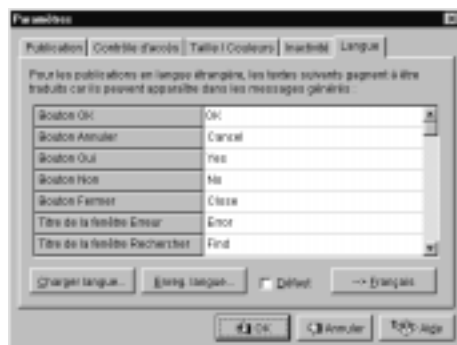 Paramètres
Publication Contrôle d'accès Taille / Couleurs Inactivité Langue
Pour les publications en langue étrangère, les textes suivants gagnent à être
traduits car ils peuvent apparaître dans les messages générés :
Bouton OK OK
Bouton Annuler Cancel
Bouton Oui Yes
Bouton Non No
Bouton Fermer Close
Titre de la fenêtre Erreur Error
Titre de la fenêtre Rechercher Find
Charger langue... Enreg. langue... Défaut --> Français
OK Annuler Aide